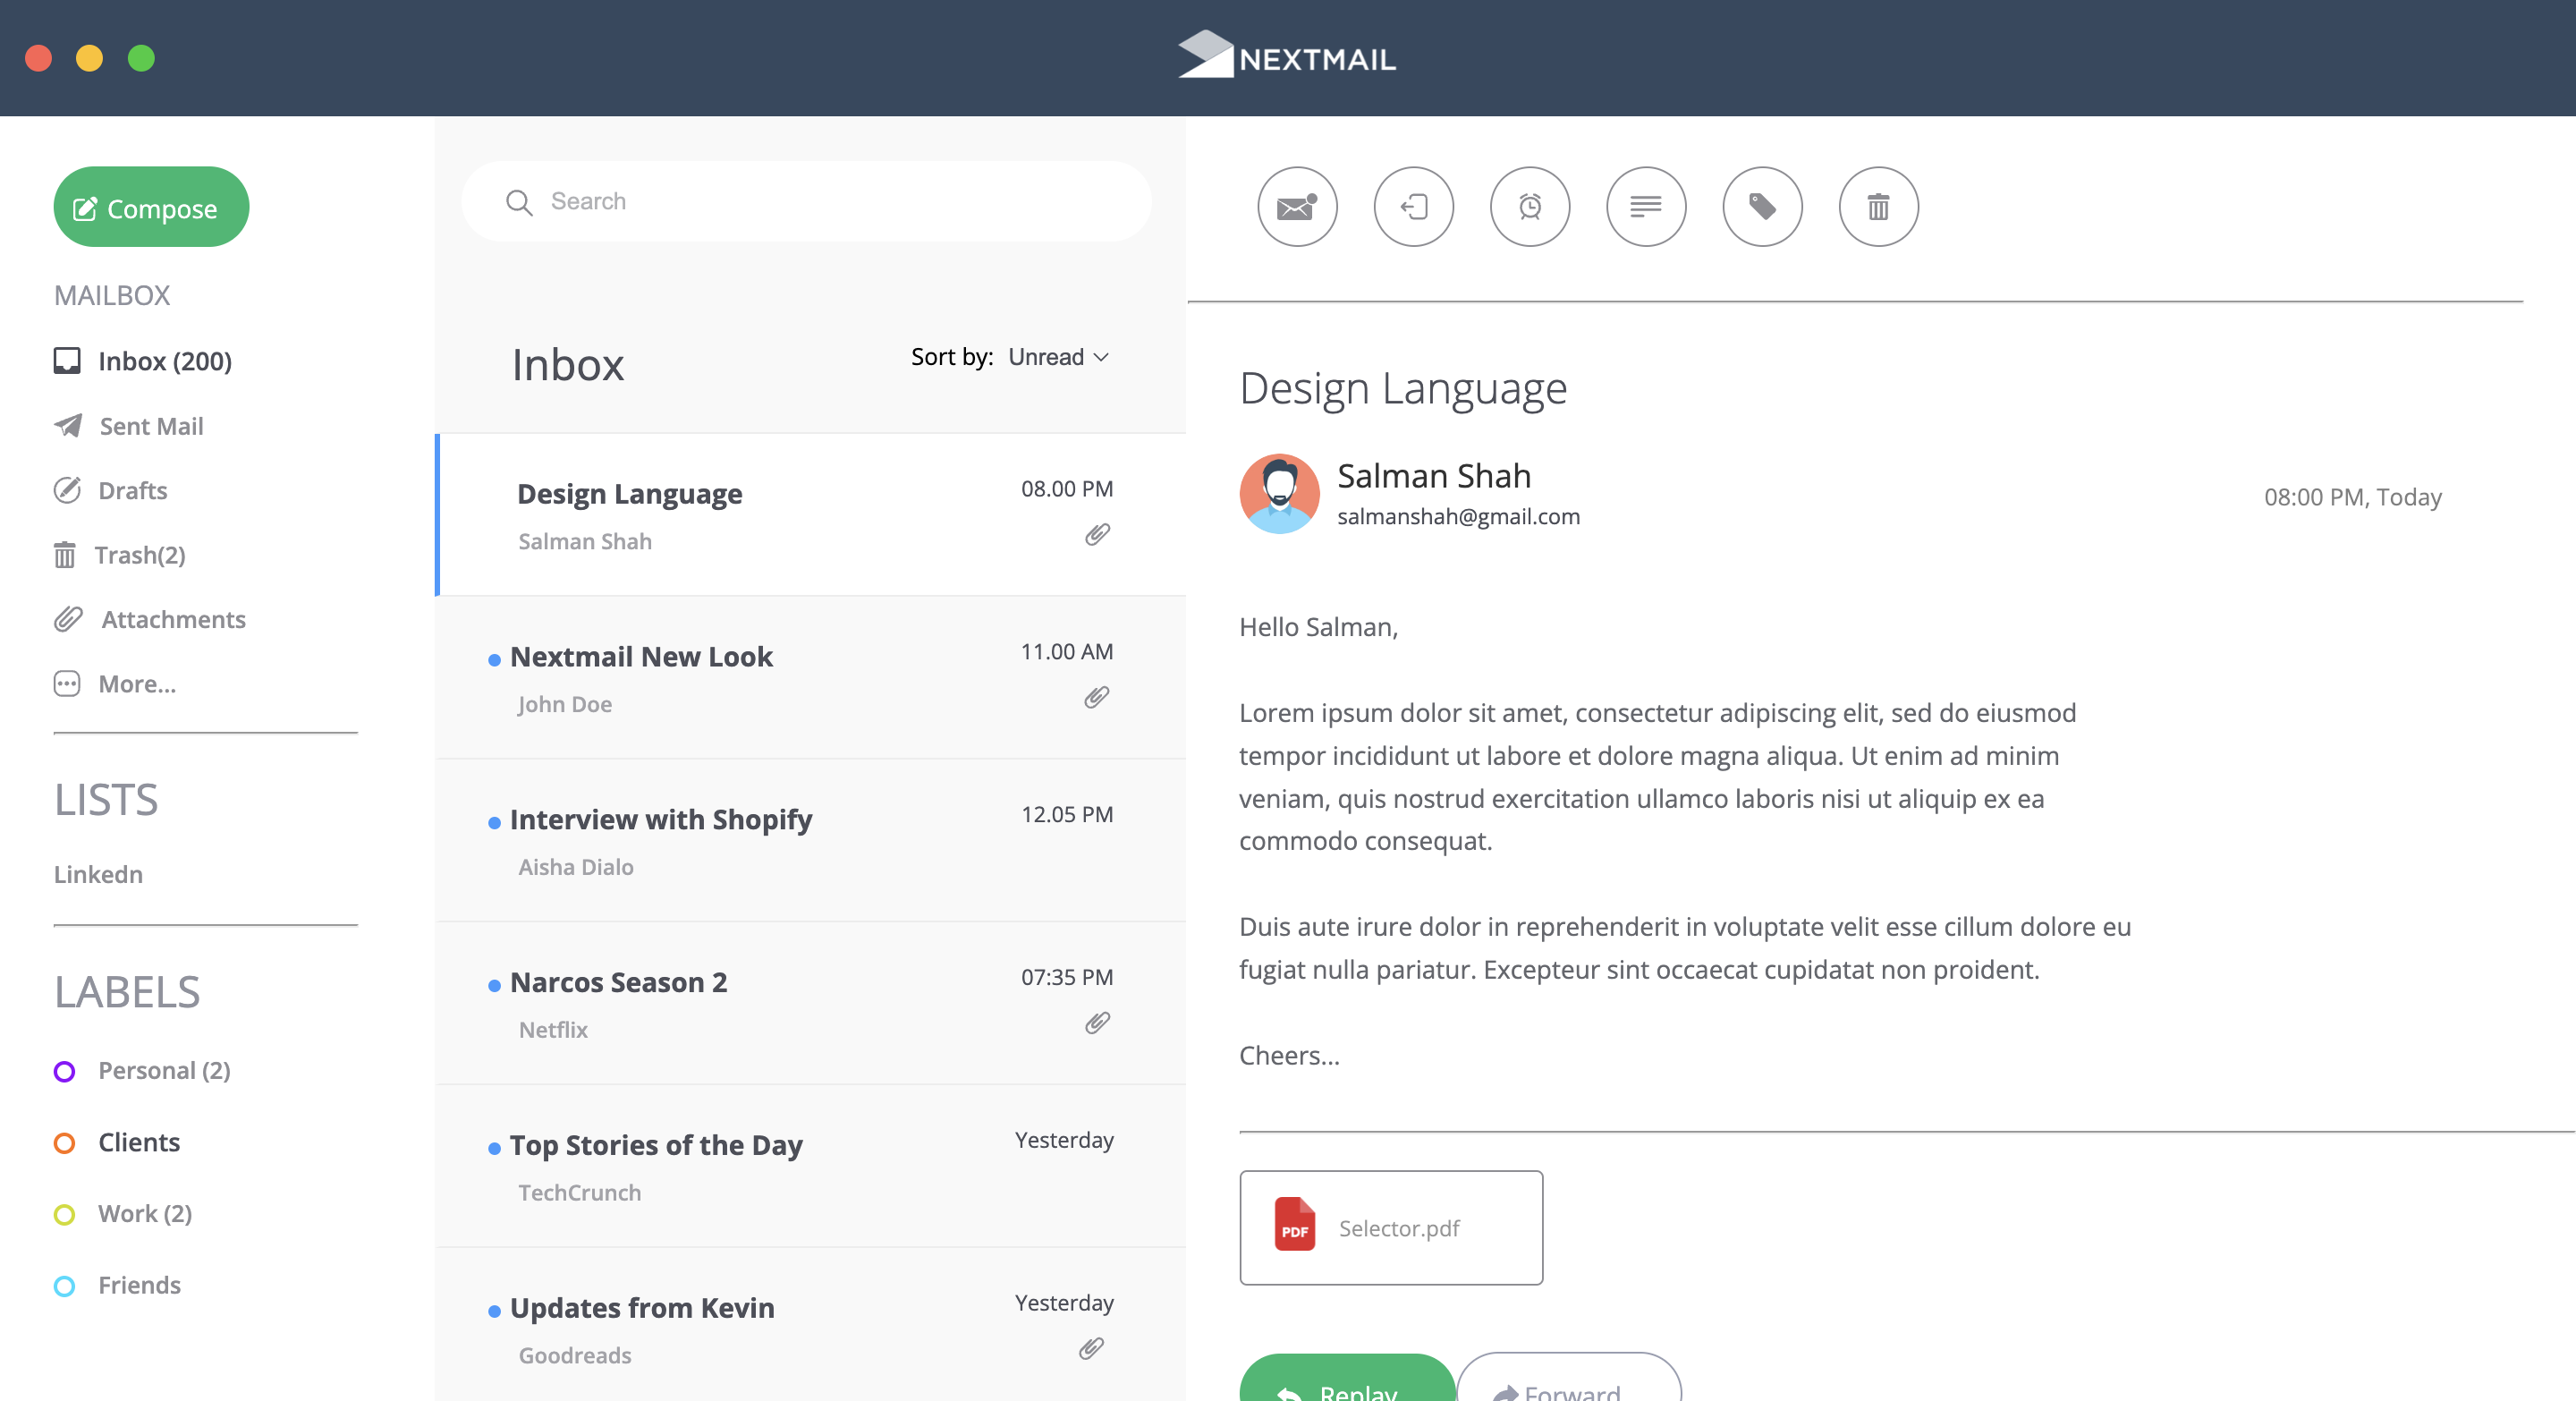 NEXTMAIL
Compose
MAILBOX
Inbox (200)
Sent Mail
Drafts
Trash(2)
Attachments
More...
LISTS
Linkedn
LABELS
Personal (2)
Clients
Work (2)
Friends
Search
Inbox
Sort by: Unread
Design Language
08.00 PM
Salman Shah
Nextmail New Look
11.00 AM
John Doe
Interview with Shopify
12.05 PM
Aisha Dialo
Narcos Season 2
07:35 PM
Netflix
Top Stories of the Day
Yesterday
TechCrunch
Updates from Kevin
Yesterday
Goodreads
Design Language
Salman Shah
salmanshah@gmail.com
08:00 PM, Today
Hello Salman,
Lorem ipsum dolor sit amet, consectetur adipiscing elit, sed do eiusmod
tempor incididunt ut labore et dolore magna aliqua. Ut enim ad minim
veniam, quis nostrud exercitation ullamco laboris nisi ut aliquip ex ea
commodo consequat.
Duis aute irure dolor in reprehenderit in voluptate velit esse cillum dolore eu
fugiat nulla pariatur. Excepteur sint occaecat cupidatat non proident.
Cheers...
PDF
Selector.pdf
Replay
Forward